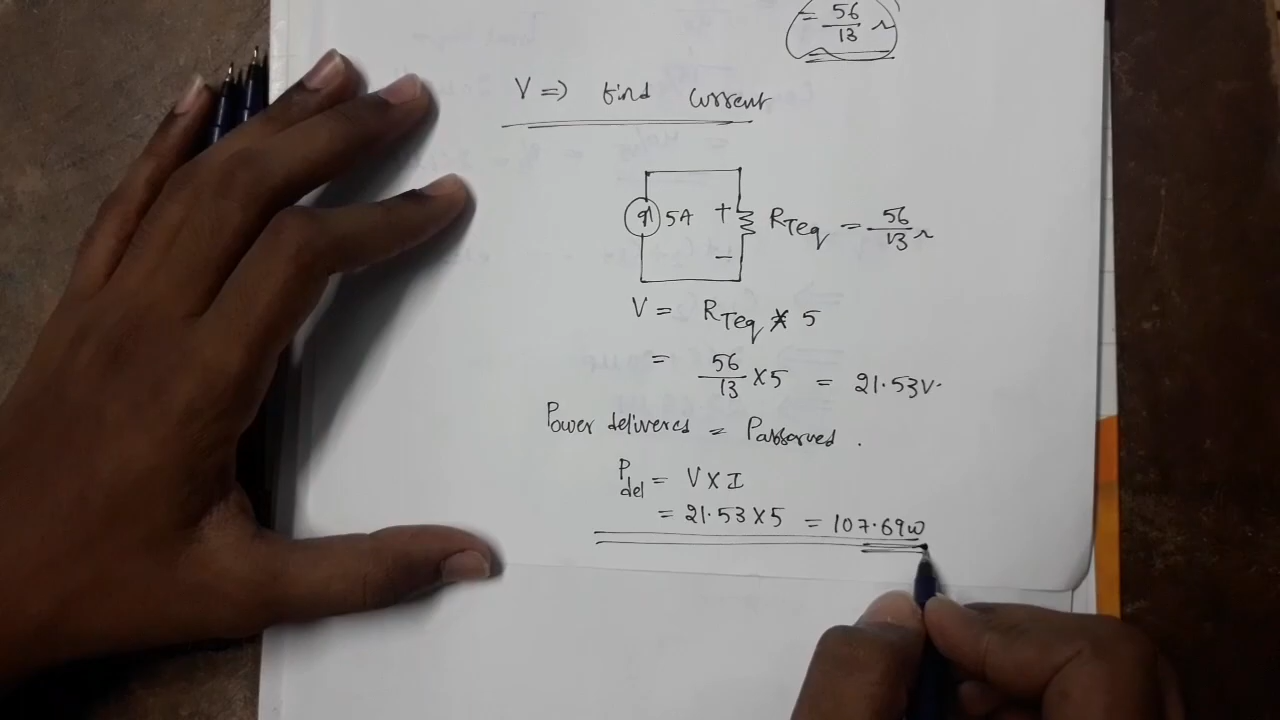 = 56/13 Ω
V => find current
5A + - RTeq = 56/13 Ω
V = RTeq * 5
= 56/13 X 5 = 21.53V.
Power delivered = Pabsorved .
Pdel = V X I
= 21.53 X 5 = 107.69w